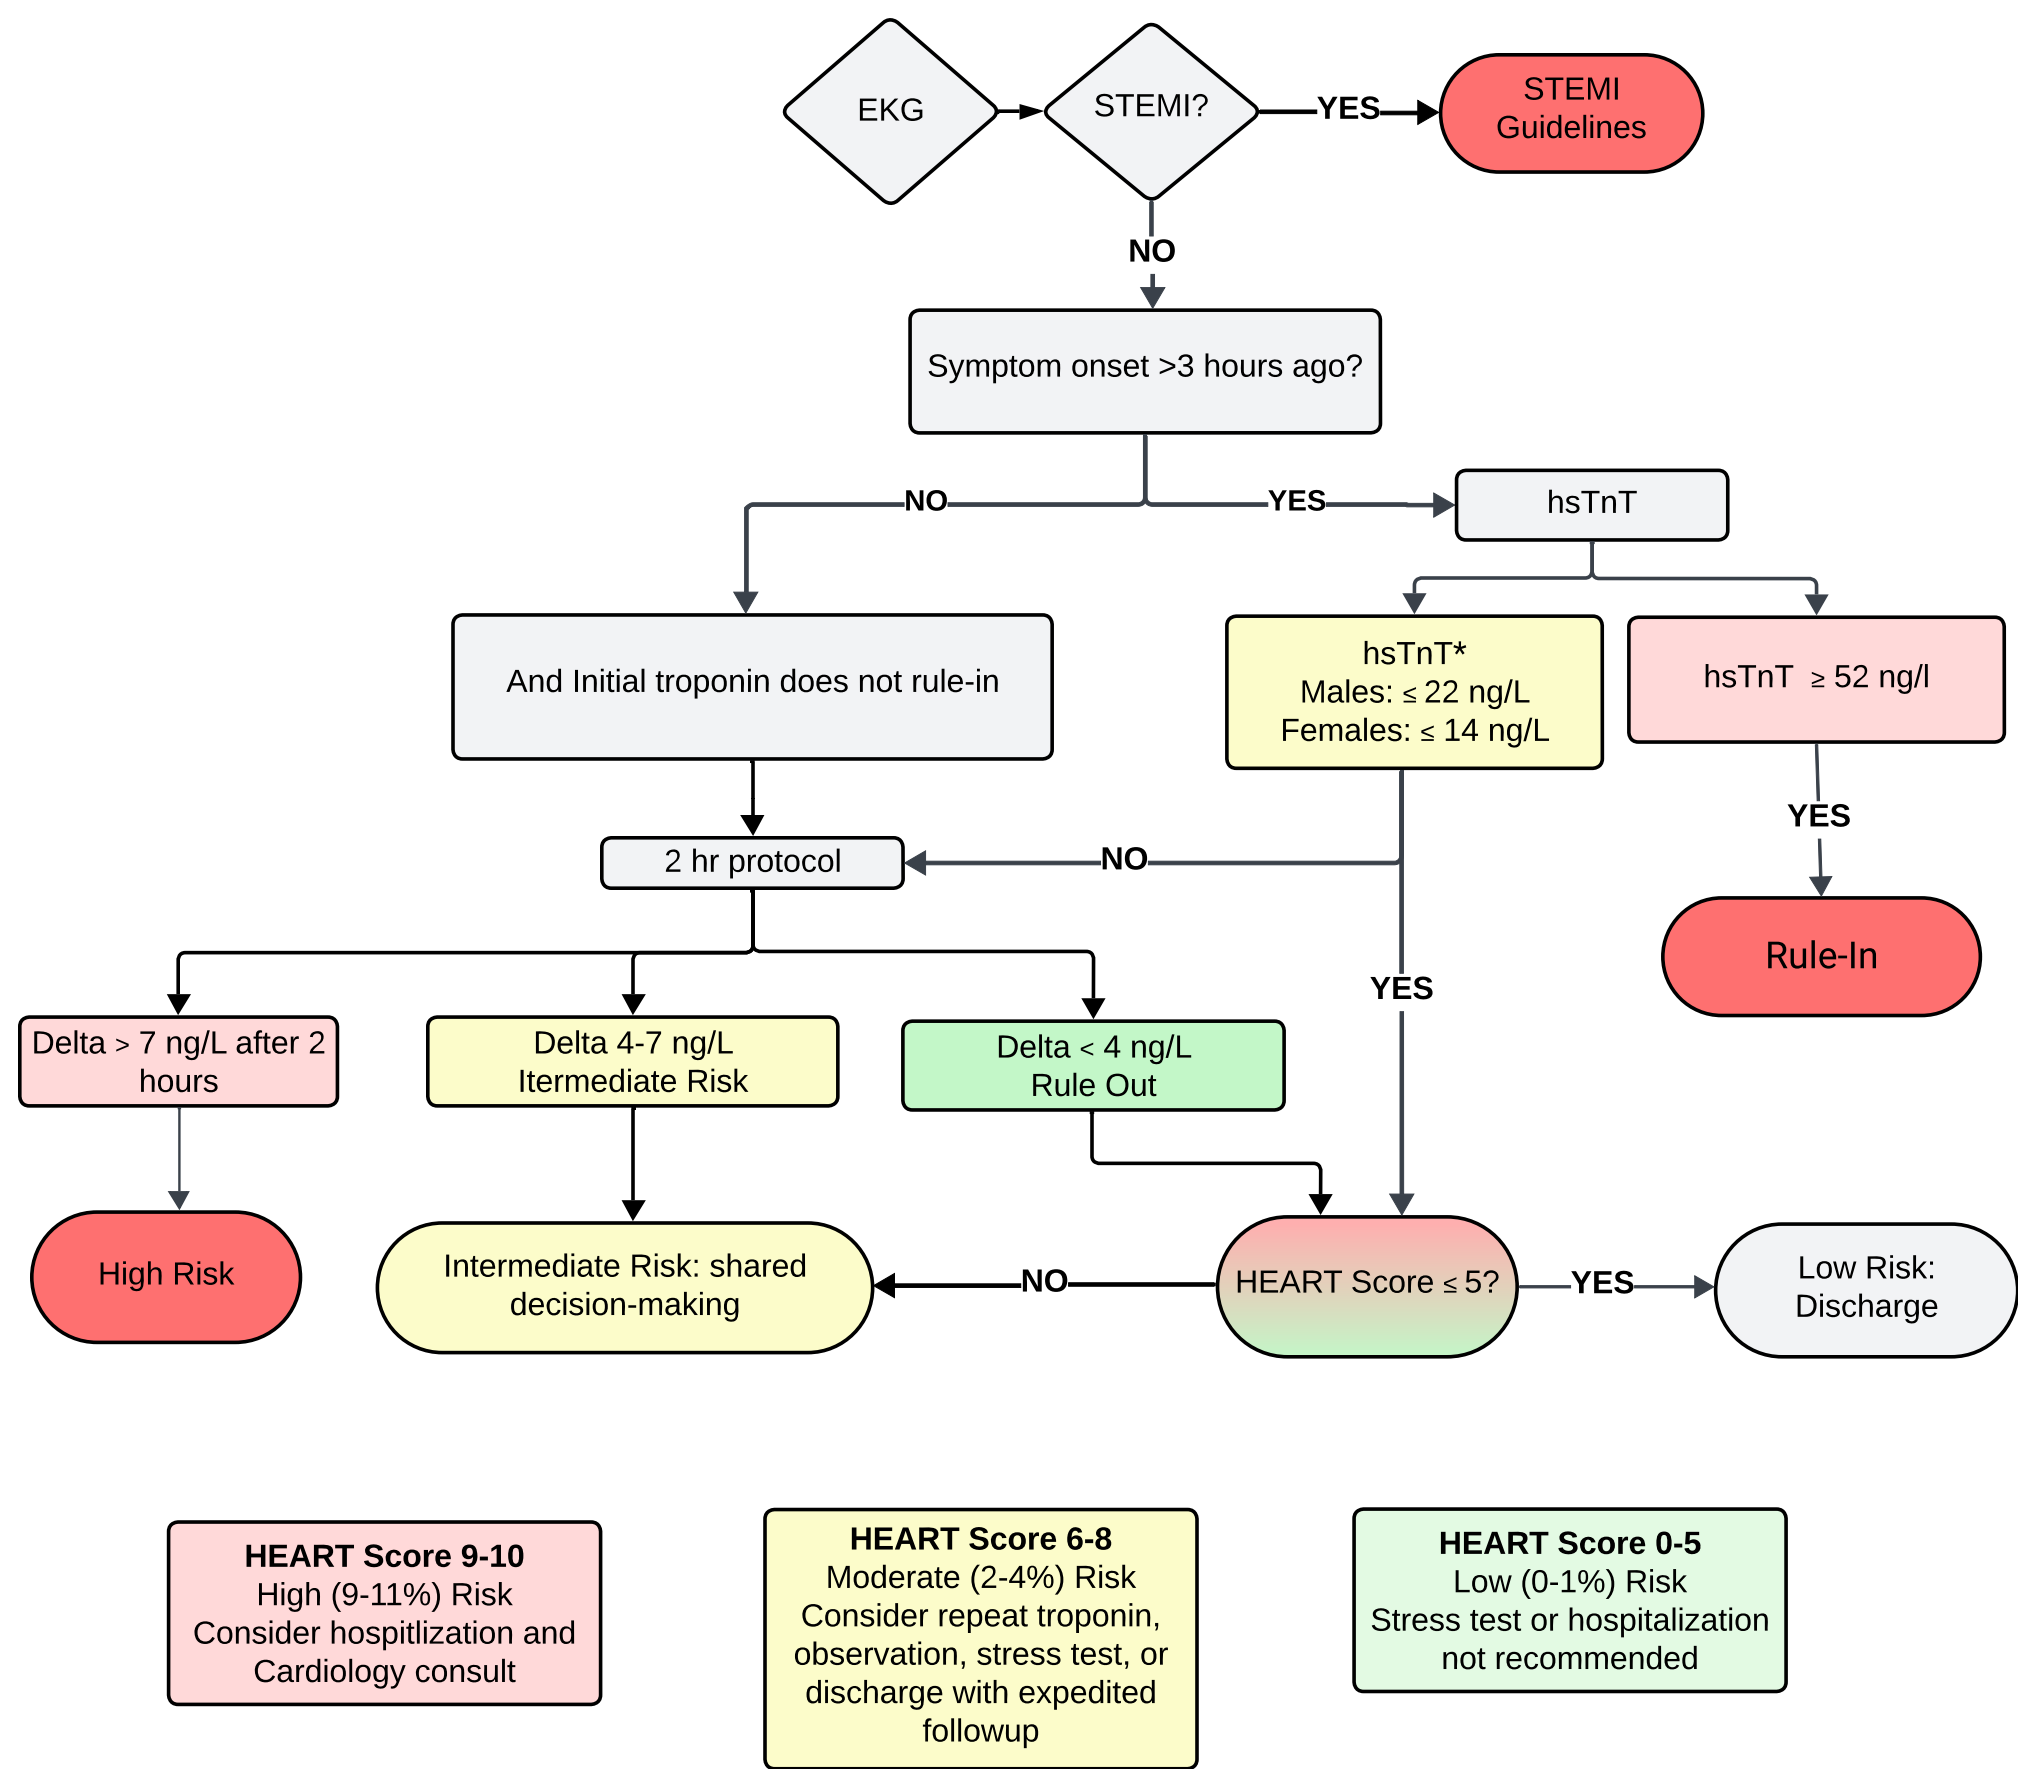 EKG
STEMI?
YES
STEMI
Guidelines
NO
Symptom onset >3 hours ago?
NO
YES
hsTnT
And Initial troponin does not rule-in
hsTnT*
Males: ≤ 22 ng/L
Females: ≤ 14 ng/L
hsTnT ≥ 52 ng/l
YES
2 hr protocol
NO
Rule-In
YES
Delta > 7 ng/L after 2
hours
Delta 4-7 ng/L
Itermediate Risk
Delta < 4 ng/L
Rule Out
High Risk
Intermediate Risk: shared
decision-making
NO
HEART Score ≤ 5?
YES
Low Risk:
Discharge
HEART Score 9-10
High (9-11%) Risk
Consider hospitlization and
Cardiology consult
HEART Score 6-8
Moderate (2-4%) Risk
Consider repeat troponin,
observation, stress test, or
discharge with expedited
followup
HEART Score 0-5
Low (0-1%) Risk
Stress test or hospitalization
not recommended